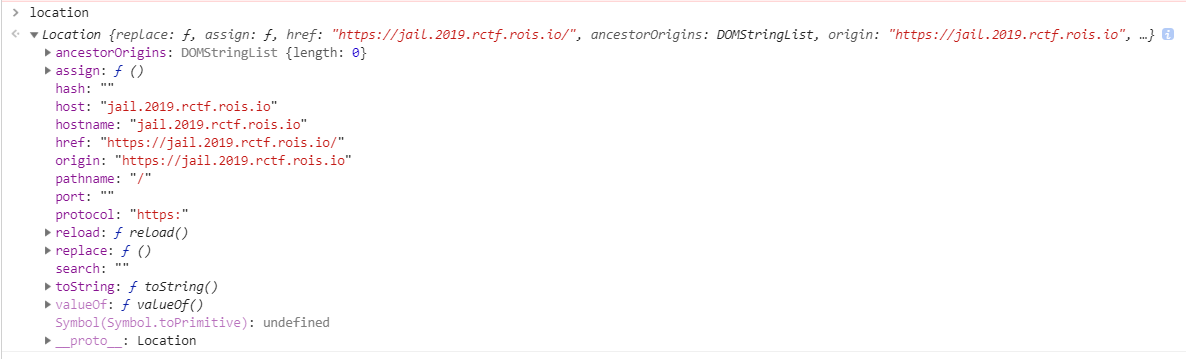 > location
Location {replace: ƒ, assign: ƒ, href: "https://jail.2019.rctf.rois.io/", ancestorOrigins: DOMStringList, origin: "https://jail.2019.rctf.rois.io", …}
ancestorOrigins: DOMStringList {length: 0}
assign: ƒ ()
hash: ""
host: "jail.2019.rctf.rois.io"
hostname: "jail.2019.rctf.rois.io"
href: "https://jail.2019.rctf.rois.io/"
origin: "https://jail.2019.rctf.rois.io"
pathname: "/"
port: ""
protocol: "https:"
reload: ƒ reload()
replace: ƒ ()
search: ""
toString: ƒ toString()
valueOf: ƒ valueOf()
Symbol(Symbol.toPrimitive): undefined
__proto__: Location